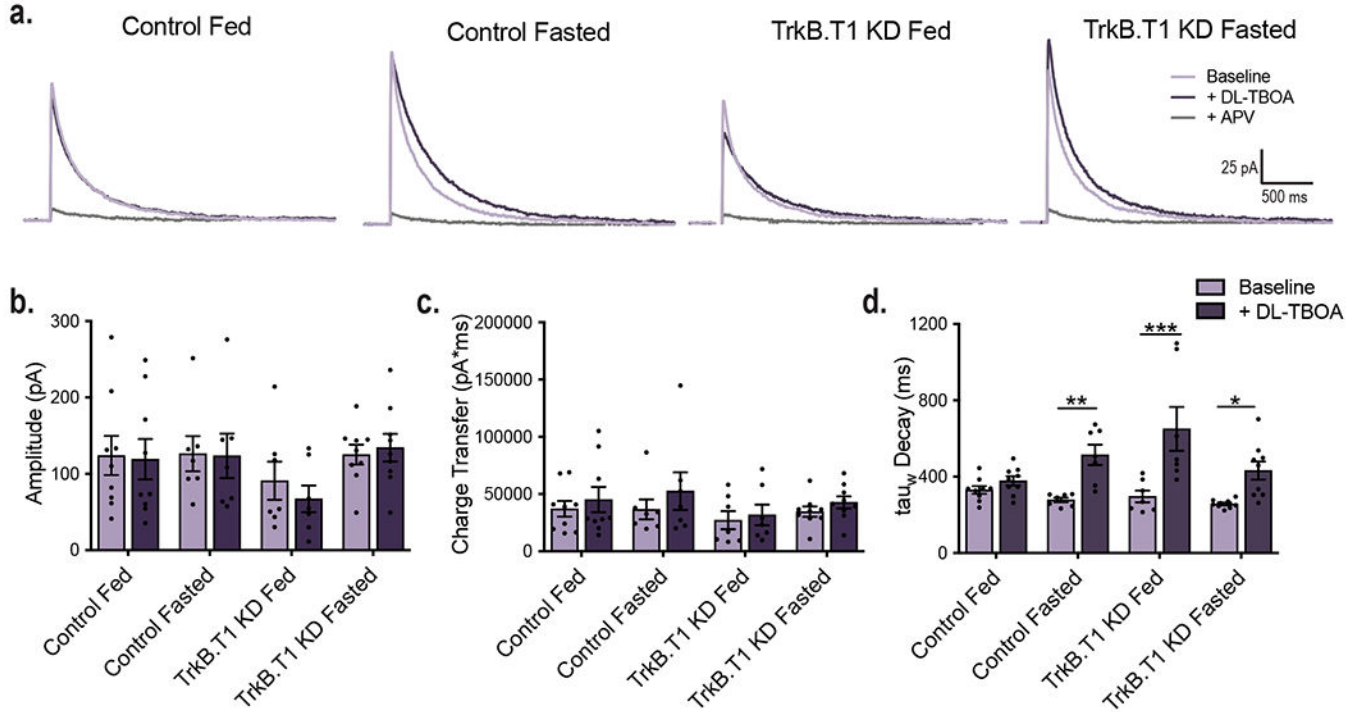 a.
Control Fed
Control Fasted
TrkB.T1 KD Fed
TrkB.T1 KD Fasted
Baseline
+ DL-TBOA
+ APV
25 pA
500 ms
b.
Amplitude (pA)
300
200
100
0
Control Fed
Control Fasted
TrkB.T1 KD Fed
TrkB.T1 KD Fasted
c.
Charge Transfer (pA*ms)
200000
150000
100000
50000
0
Control Fed
Control Fasted
TrkB.T1 KD Fed
TrkB.T1 KD Fasted
d.
Baseline
+ DL-TBOA
tauw Decay (ms)
1200
800
400
0
**
***
*
Control Fed
Control Fasted
TrkB.T1 KD Fed
TrkB.T1 KD Fasted